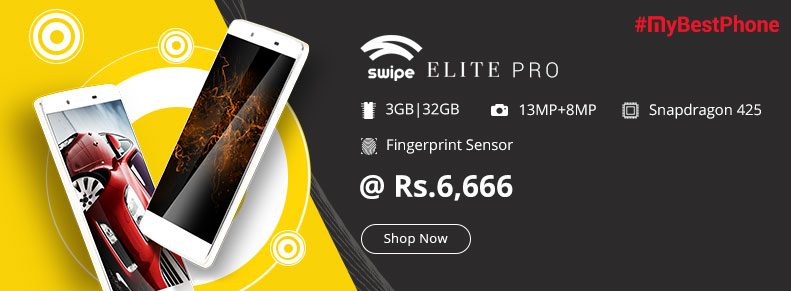 #MyBestPhone
swipe ELITE PRO
3GB|32GB 13MP+8MP Snapdragon 425
Fingerprint Sensor
@ Rs.6,666
Shop Now